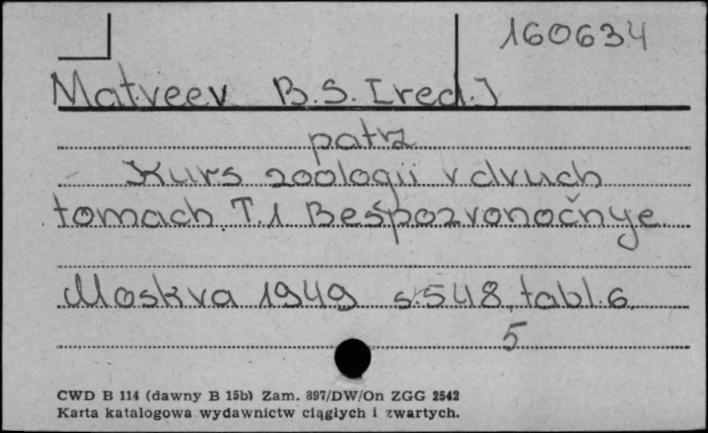 160634
Matveev B.S. [red.]
patrz
Kurs zoologii v dvuch
tomach. T.1 Bespozvonočnye
Moskva 1949 s.548, tabl.6
5
CWD B 114 (dawny B 15b) Zam. 897/DW/On ZGG 2542
Karta katalogowa wydawnictw ciągłych i zwartych.